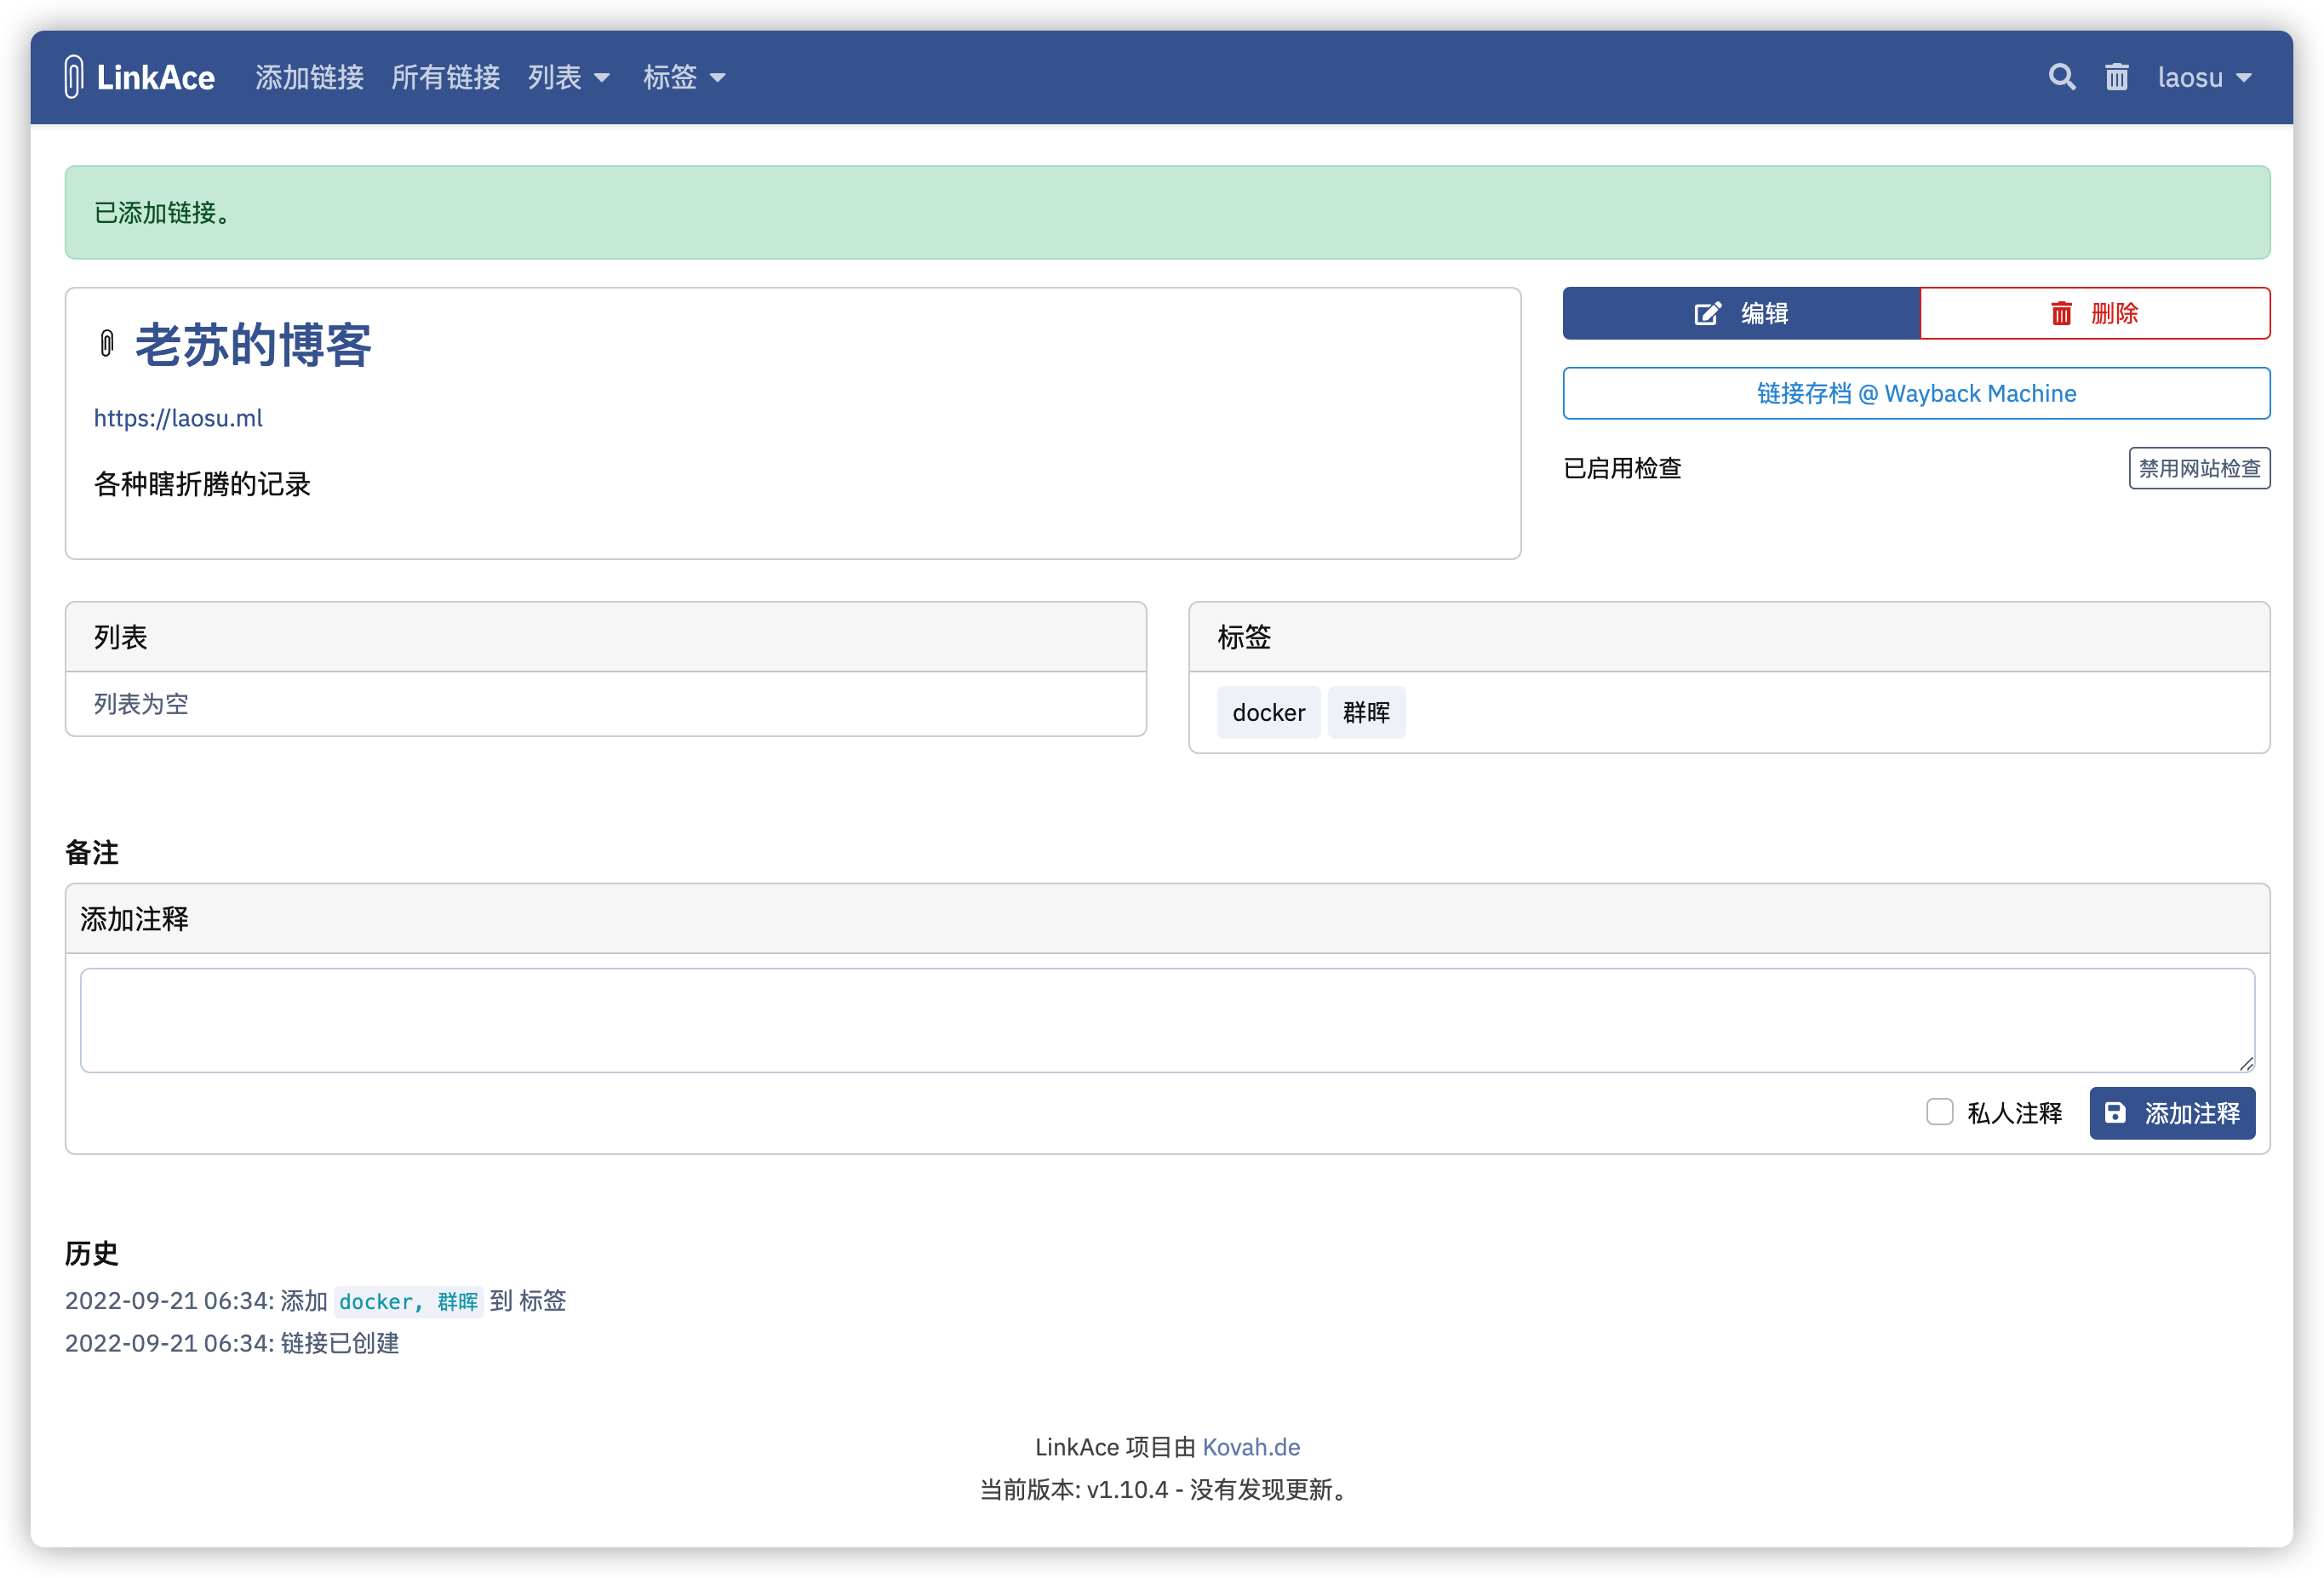 LinkAce 添加链接 所有链接 列表 标签 laosu
已添加链接。
老苏的博客
https://laosu.ml
各种瞎折腾的记录
编辑 删除
链接存档 @ Wayback Machine
已启用检查 禁用网站检查
列表
列表为空
标签
docker 群晖
备注
添加注释
私人注释 添加注释
历史
2022-09-21 06:34: 添加 docker, 群晖 到 标签
2022-09-21 06:34: 链接已创建
LinkAce 项目由 Kovah.de
当前版本: v1.10.4 - 没有发现更新。